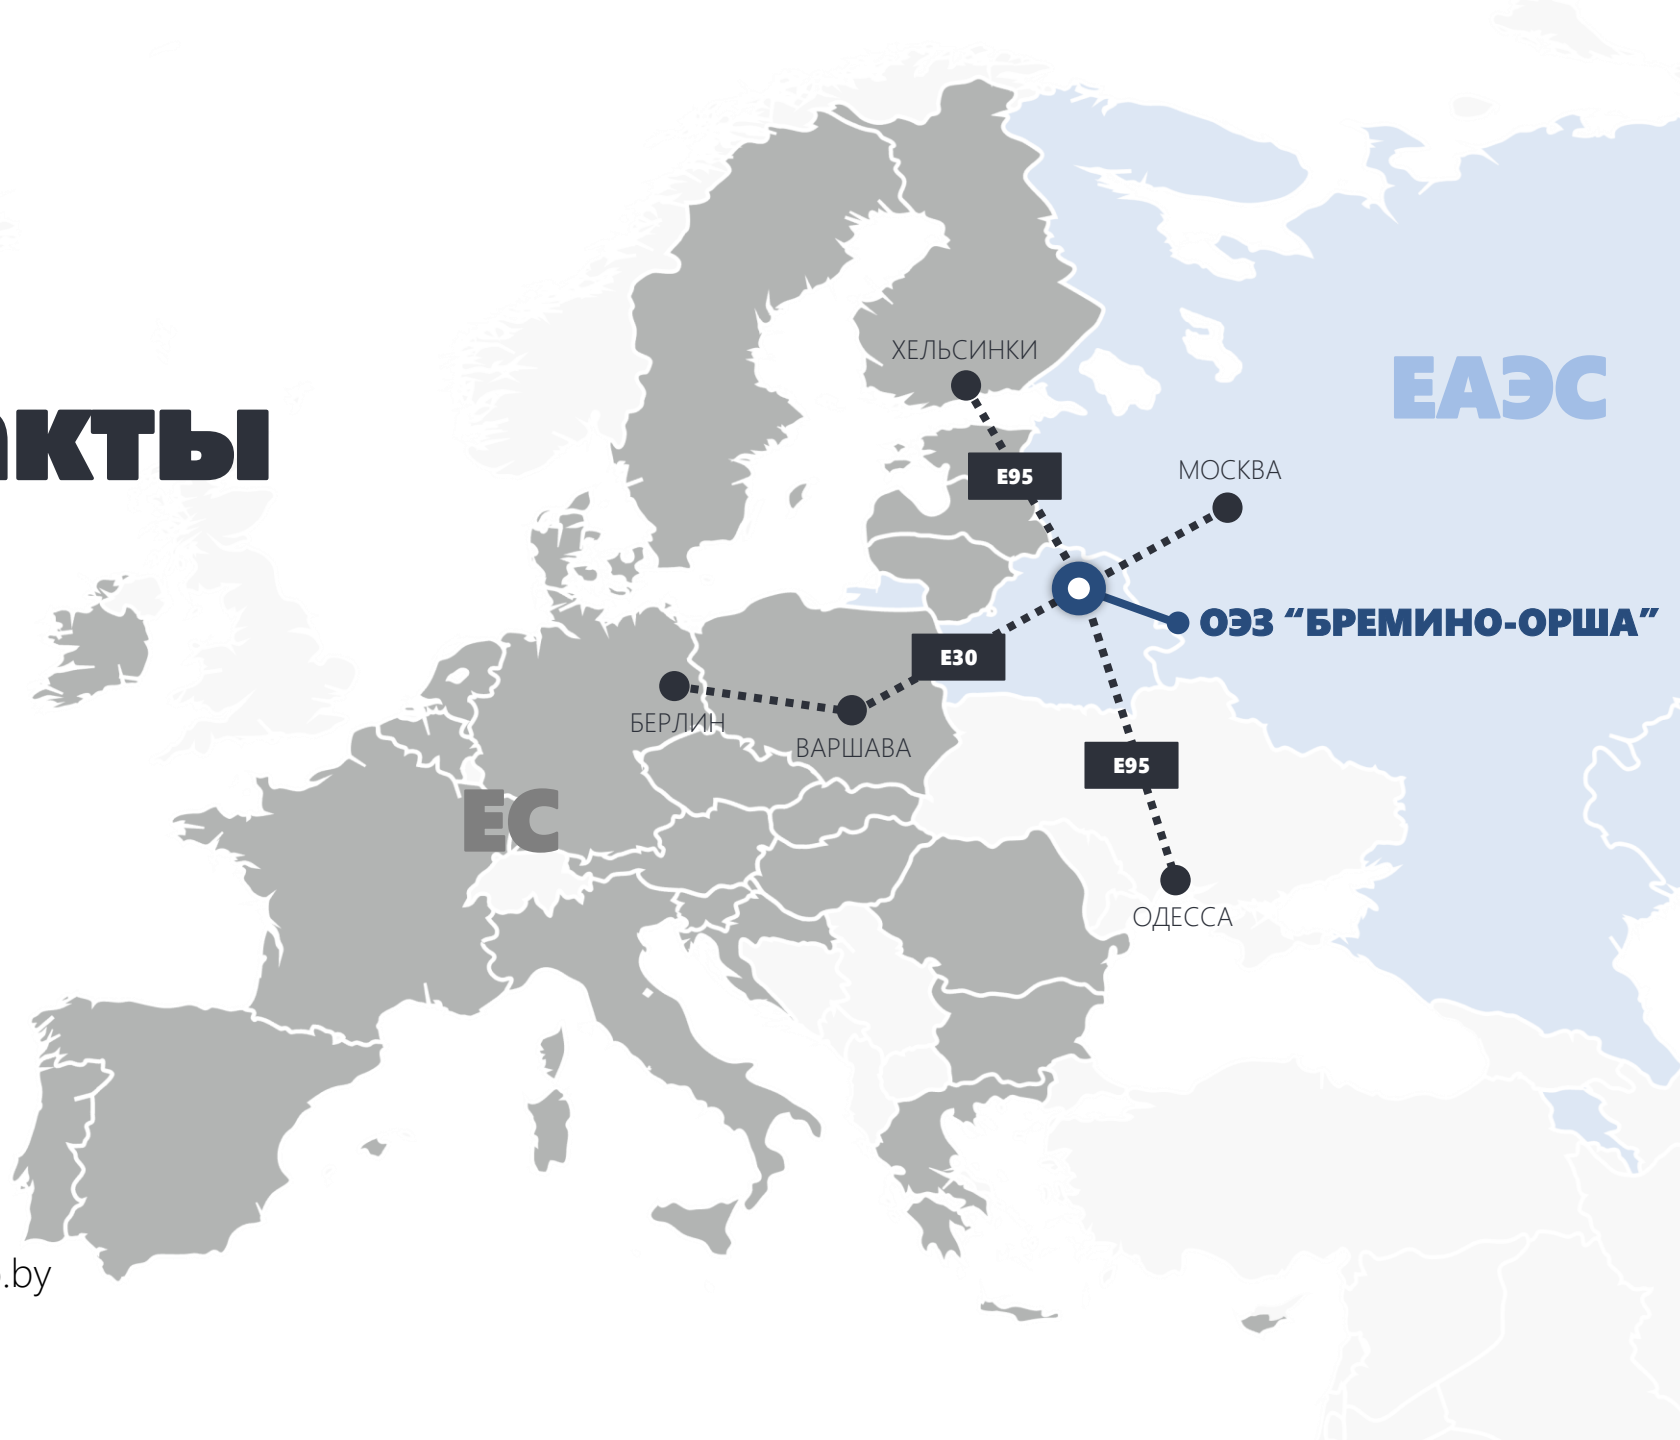 ХЕЛЬСИНКИ
ЕАЭС
акты
E95
МОСКВА
ОЭЗ “БРЕМИНО-ОРША”
E30
БЕРЛИН
ВАРШАВА
E95
ЕС
ОДЕССА
.by